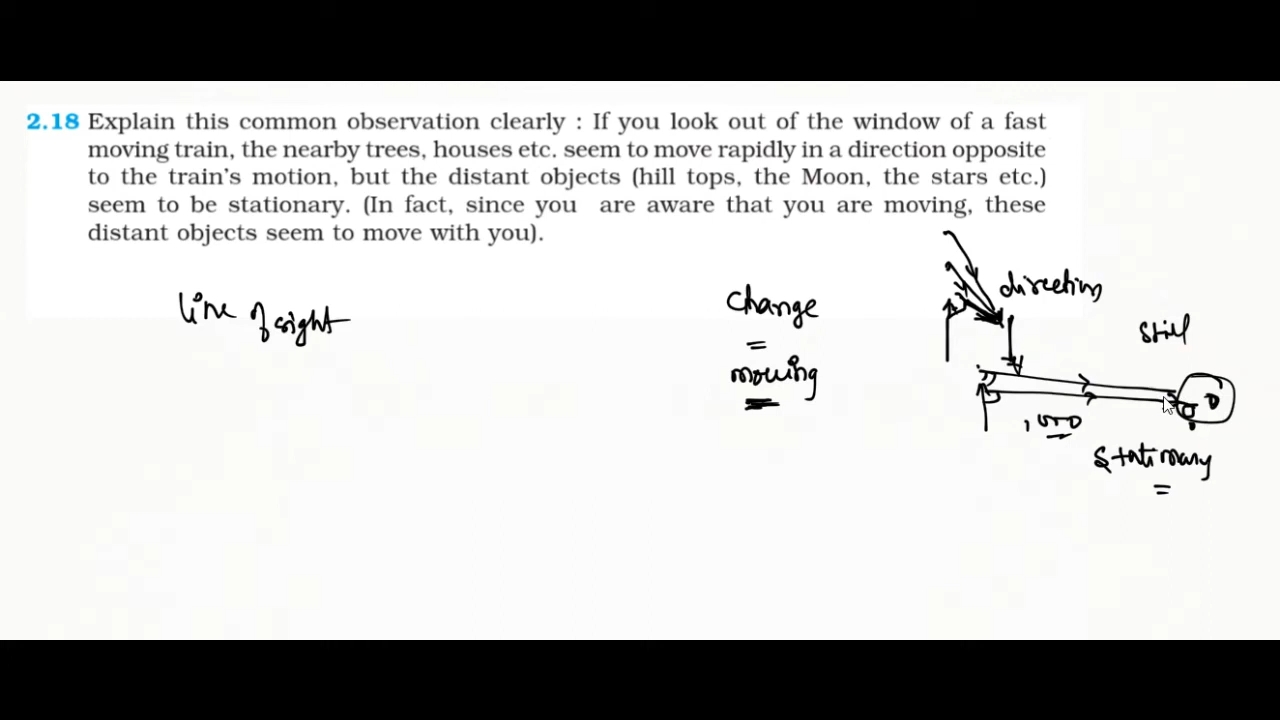 2.18 Explain this common observation clearly : If you look out of the window of a fast
moving train, the nearby trees, houses etc. seem to move rapidly in a direction opposite
to the train's motion, but the distant objects (hill tops, the Moon, the stars etc.)
seem to be stationary. (In fact, since you are aware that you are moving, these
distant objects seem to move with you).
line of sight
change
moving
direction
still
stationary